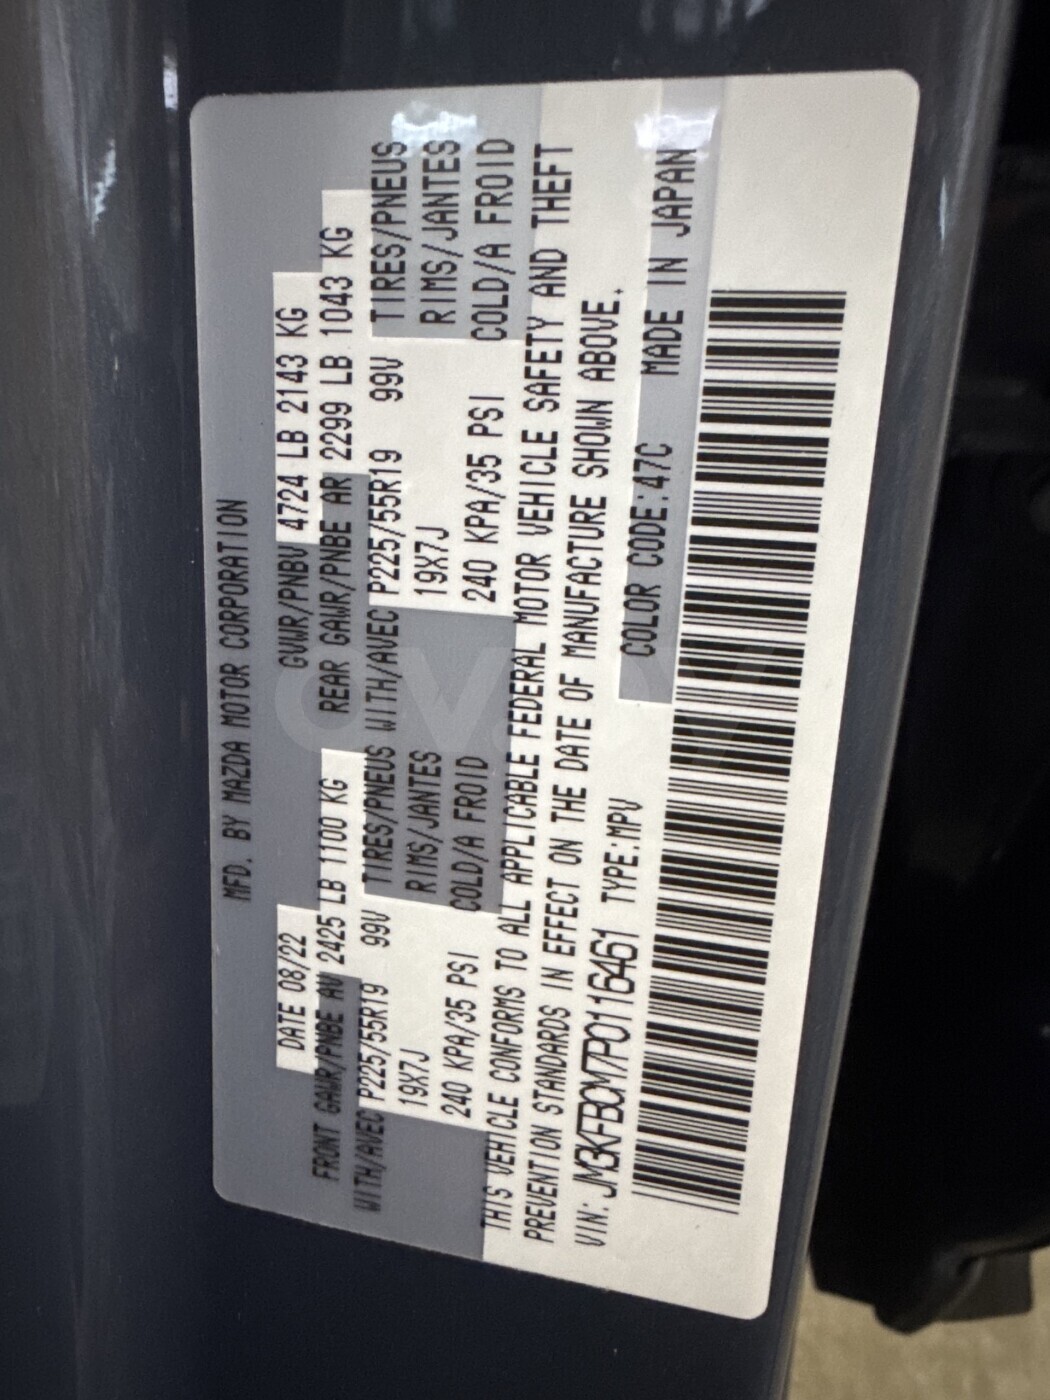 MFD. BY MAZDA MOTOR CORPORATION
DATE 08/22 GVWR/PNBV 4724 LB 2143 KG
FRONT GAWR/PNBE AV 2425 LB 1100 KG REAR GAWR/PNBE AR 2299 LB 1043 KG
WITH/AVEC P225/55R19 99V TIRES/PNEUS WITH/AVEC P225/55R19 99V TIRES/PNEUS
19X7J RIMS/JANTES 19X7J RIMS/JANTES
240 KPA/35 PSI COLD/A FROID 240 KPA/35 PSI COLD/A FROID
THIS VEHICLE CONFORMS TO ALL APPLICABLE FEDERAL MOTOR VEHICLE SAFETY AND THEFT
PREVENTION STANDARDS IN EFFECT ON THE DATE OF MANUFACTURE SHOWN ABOVE.
VIN: JM3KFBCM7P0116461 TYPE:MPV COLOR CODE:47C MADE IN JAPAN